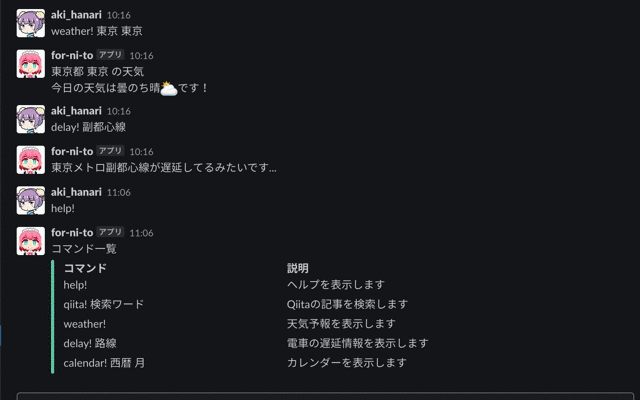 aki_hanari 10:16
weather! 東京 東京
for-ni-to アプリ 10:16
東京都 東京 の天気
今日の天気は曇のち晴です！
aki_hanari 10:16
delay! 副都心線
for-ni-to アプリ 10:16
東京メトロ副都心線が遅延してるみたいです...
aki_hanari 11:06
help!
for-ni-to アプリ 11:06
コマンド一覧
コマンド 説明
help! ヘルプを表示します
qiita! 検索ワード Qiitaの記事を検索します
weather! 天気予報を表示します
delay! 路線 電車の遅延情報を表示します
calendar! 西暦 月 カレンダーを表示します